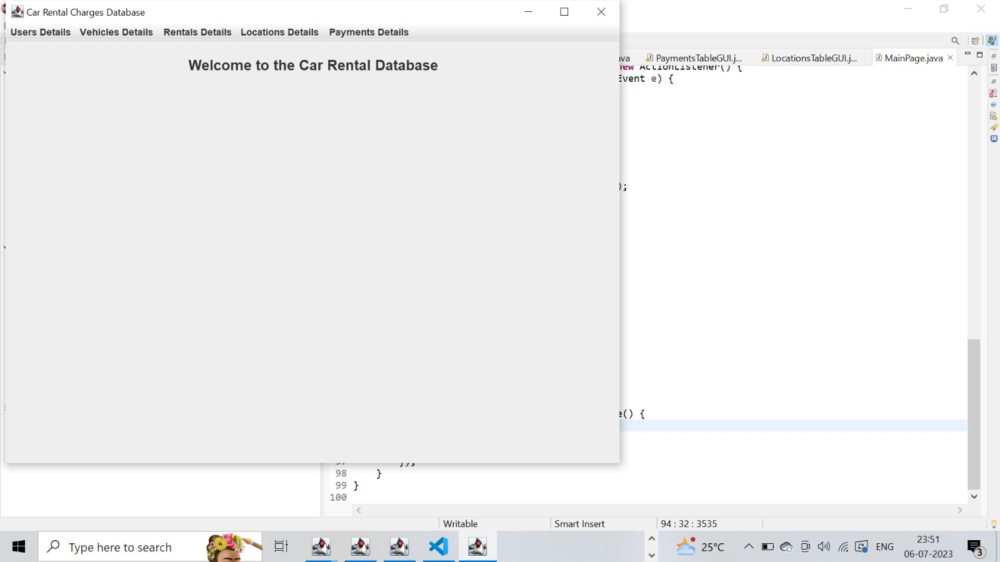 Car Rental Charges Database
Users Details Vehicles Details Rentals Details Locations Details Payments Details
Welcome to the Car Rental Database
PaymentsTableGUI.j... LocationsTableGUI.j... MainPage.java
new ActionListener() {
Event e) {
);
e() {
});
98 }
99 }
100
Writable Smart Insert 94 : 32 : 3535
Type here to search
25°C
ENG
23:51
06-07-2023
3